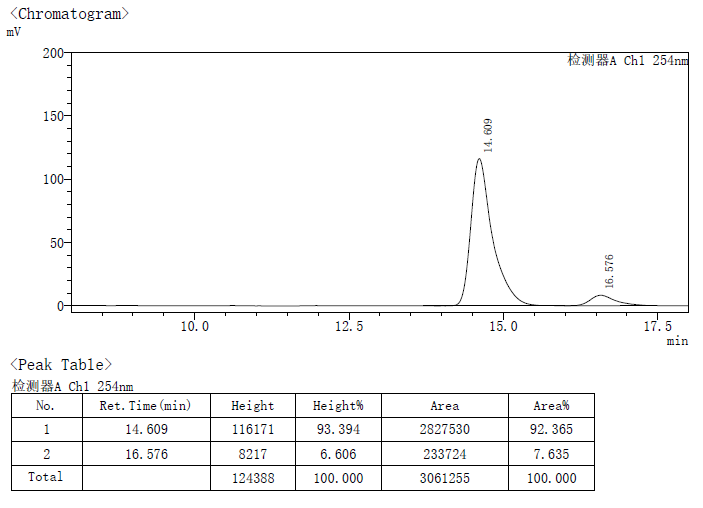 <Chromatogram>
mV
检测器A Ch1 254nm
200
150
100
50
0
14.609
16.576
10.0 12.5 15.0 17.5
min
<Peak Table>
检测器A Ch1 254nm
No. Ret.Time(min) Height Height% Area Area%
1 14.609 116171 93.394 2827530 92.365
2 16.576 8217 6.606 233724 7.635
Total 124388 100.000 3061255 100.000